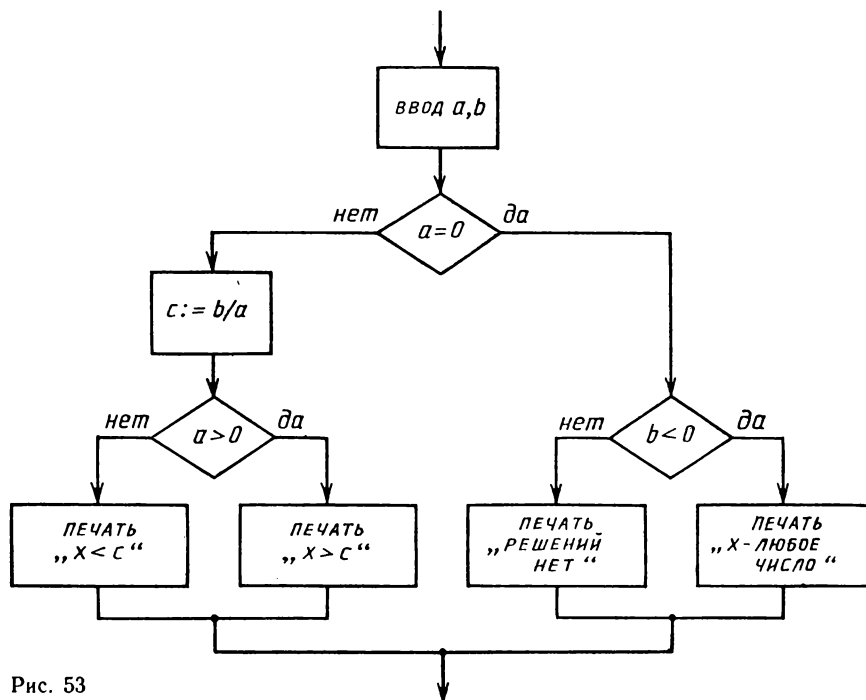 ВВОД a,b
нет
a=0
да
c:= b/a
нет
a>0
да
нет
b<0
да
ПЕЧАТЬ
„X<C“
ПЕЧАТЬ
„X>C“
ПЕЧАТЬ
„РЕШЕНИЙ
НЕТ“
ПЕЧАТЬ
„X-ЛЮБОЕ
ЧИСЛО“
Рис. 53